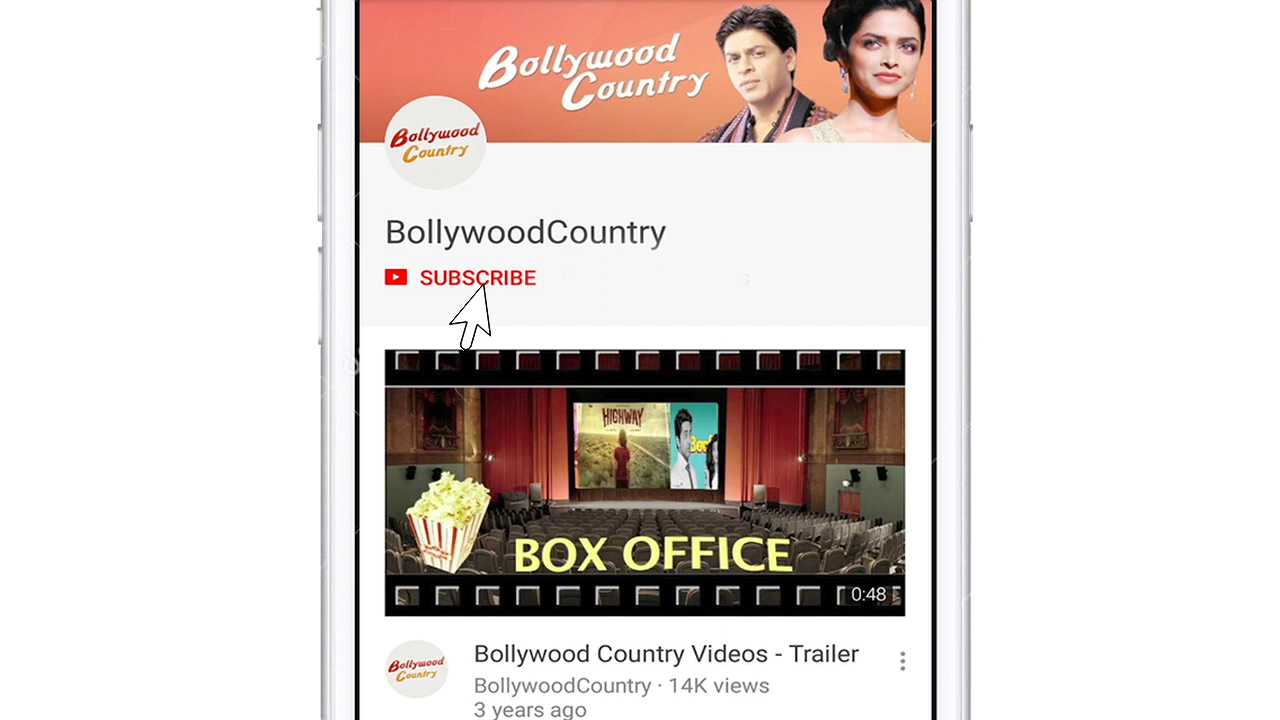 Bollywood
Country
Bollywood
Country
BollywoodCountry
SUBSCRIBE
HIGHWAY
BOX OFFICE
0:48
Bollywood Country Videos - Trailer
Bollywood
Country
BollywoodCountry · 14K views
3 years ago